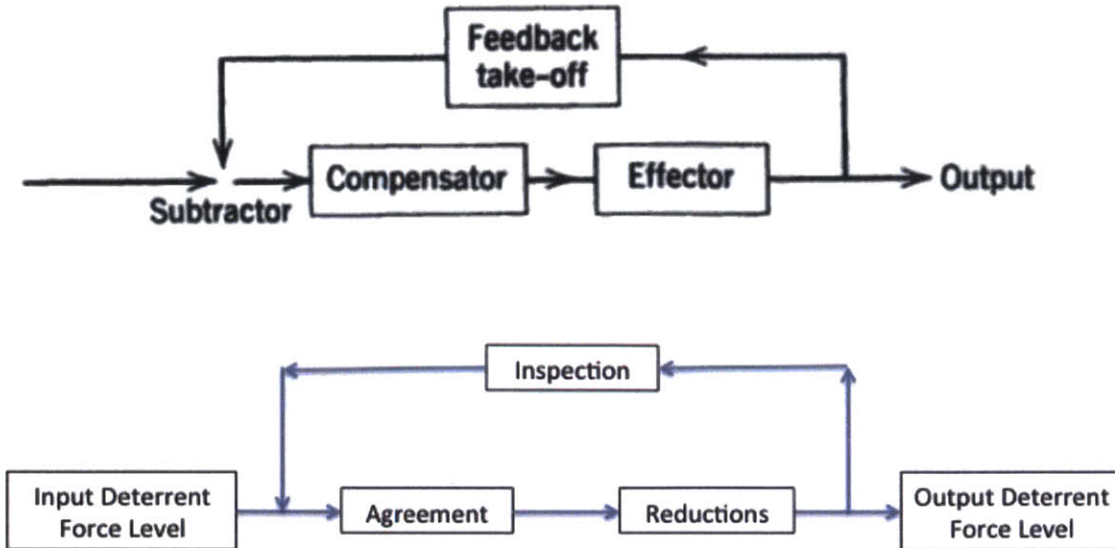 Feedback
take-off
Compensator
Effector
Output
Subtractor
Inspection
Input Deterrent
Force Level
Agreement
Reductions
Output Deterrent
Force Level